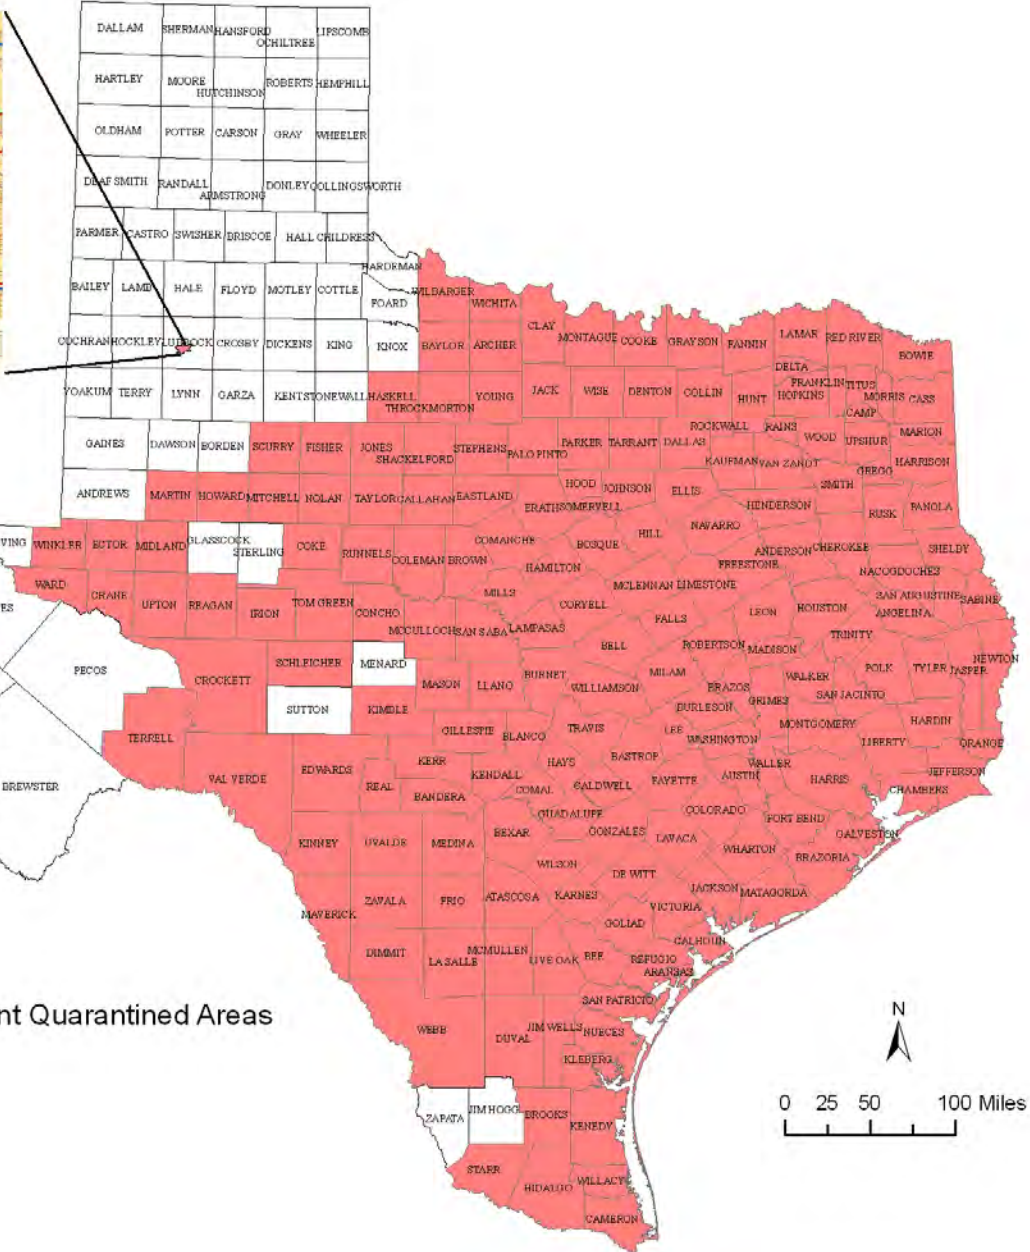 DALLAM SHERMAN HANSFORD OCHILTREE LIPSCOMB
HARTLEY MOORE HUTCHINSON ROBERTS HEMPHILL
OLDHAM POTTER CARSON GRAY WHEELER
DEAF SMITH RANDALL ARMSTRONG DONLEY COLLINGSWORTH
PARMER CASTRO SWISHER BRISCOE HALL CHILDRESS
HARDEMAN
BAILEY LAMB HALE FLOYD MOTLEY COTTLE FOARD WILBARGER WICHITA
COCHRAN HOCKLEY LUBBOCK CROSBY DICKENS KING KNOX BAYLOR ARCHER CLAY MONTAGUE COOKE GRAYSON FANNIN LAMAR RED RIVER BOWIE
DELTA
YOAKUM TERRY LYNN GARZA KENT STONEWALL HASKELL THROCKMORTON YOUNG JACK WISE DENTON COLLIN HUNT HOPKINS FRANKLIN TITUS MORRIS CASS
CAMP
GAINES DAWSON BORDEN SCURRY FISHER JONES SHACKELFORD STEPHENS PALO PINTO PARKER TARRANT DALLAS ROCKWALL RAINS WOOD UPSHUR MARION
KAUFMAN VAN ZANDT GREGG HARRISON
ANDREWS MARTIN HOWARD MITCHELL NOLAN TAYLOR CALLAHAN EASTLAND HOOD JOHNSON ELLIS SMITH
ERATH SOMERVELL HENDERSON RUSK PANOLA
VING WINKLER ECTOR MIDLAND GLASSCOCK STERLING COKE RUNNELS COLEMAN BROWN COMANCHE BOSQUE HILL NAVARRO
ANDERSON CHEROKEE SHELBY
HAMILTON FREESTONE NACOGDOCHES
WARD CRANE UPTON REAGAN IRION TOM GREEN CONCHO MILLS MCLENNAN LIMESTONE
ES CORYELL FALLS LEON HOUSTON SAN AUGUSTINE SABINE
ANGELINA
MCCULLOCH SAN SABA LAMPASAS BELL ROBERTSON MADISON TRINITY
PECOS CROCKETT SCHLEICHER MENARD MASON LLANO BURNET WILLIAMSON MILAM BRAZOS WALKER POLK TYLER JASPER NEWTON
SUTTON KIMBLE BURLESON GRIMES SAN JACINTO
TERRELL GILLESPIE BLANCO TRAVIS LEE WASHINGTON MONTGOMERY LIBERTY HARDIN ORANGE
BREWSTER VAL VERDE EDWARDS REAL KERR BANDERA KENDALL COMAL HAYS CALDWELL BASTROP FAYETTE AUSTIN WALLER HARRIS CHAMBERS JEFFERSON
GUADALUPE COLORADO FORT BEND
KINNEY UVALDE MEDINA BEXAR GONZALES LAVACA WHARTON BRAZORIA GALVESTON
WILSON DE WITT
MAVERICK ZAVALA FRIO ATASCOSA KARNES GOLIAD VICTORIA JACKSON MATAGORDA
DIMMIT LA SALLE MCMULLEN LIVE OAK BEE REFUGIO CALHOUN
ARANSAS
SAN PATRICIO
nt Quarantined Areas
WEBB DUVAL JIM WELLS NUECES
KLEBERG
N
0 25 50 100 Miles
ZAPATA JIM HOGG BROOKS KENEDY
STARR HIDALGO WILLACY
CAMERON